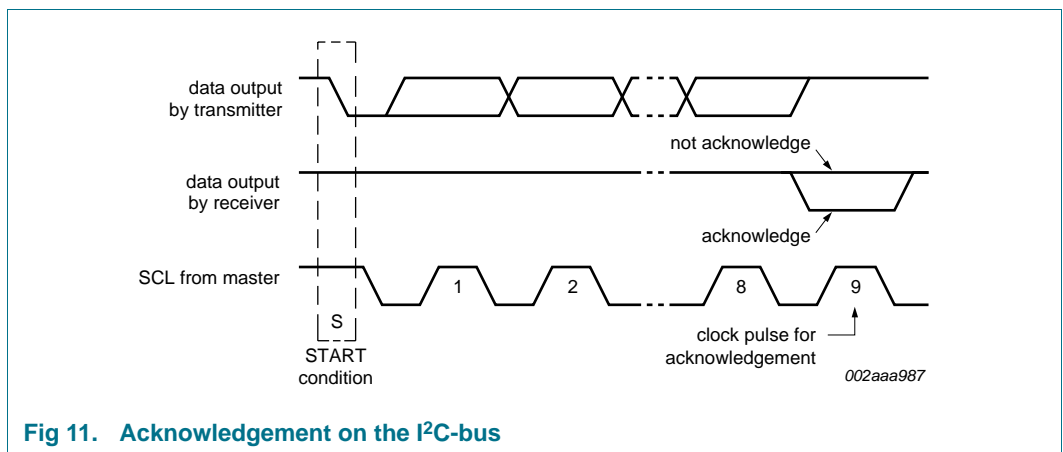 data output
by transmitter
not acknowledge
data output
by receiver
acknowledge
SCL from master
1
2
8
9
S
START
condition
clock pulse for
acknowledgement
002aaa987
Fig 11. Acknowledgement on the I²C-bus